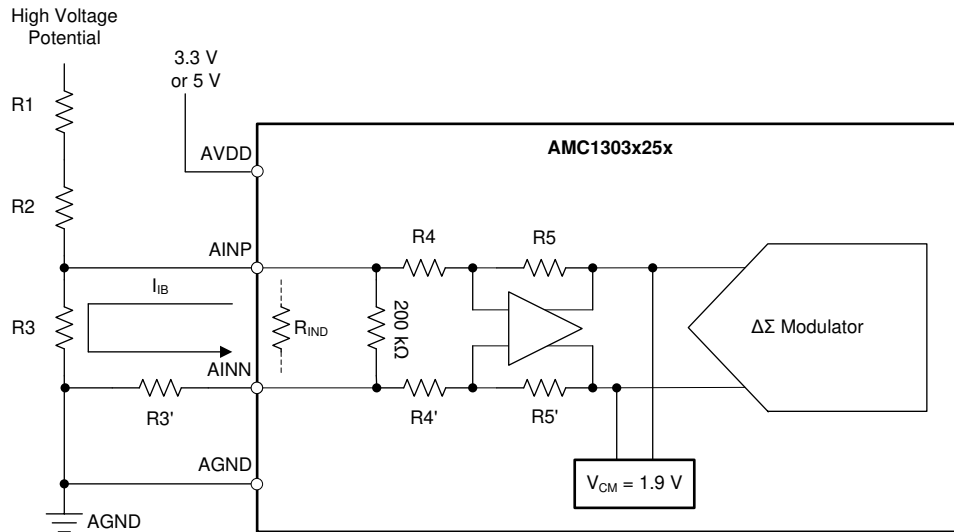 High Voltage
Potential
3.3 V
or 5 V
R1
AMC1303x25x
AVDD
R2
R4
R5
AINP
I_IB
R3
R_IND
200 kΩ
ΔΣ Modulator
AINN
R3'
R4'
R5'
AGND
V_CM = 1.9 V
AGND